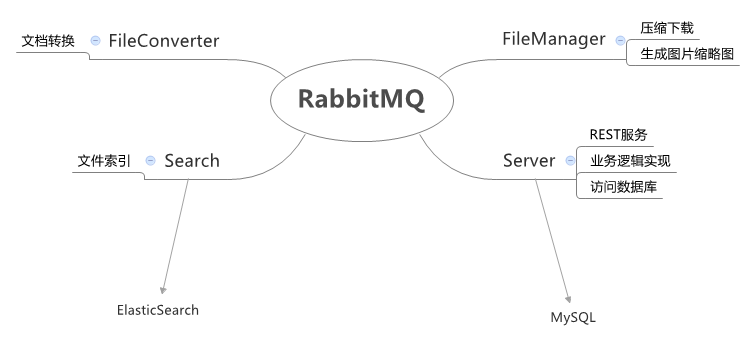 文档转换
FileConverter
FileManager
压缩下载
生成图片缩略图
RabbitMQ
文件索引
Search
Server
REST服务
业务逻辑实现
访问数据库
ElasticSearch
MySQL